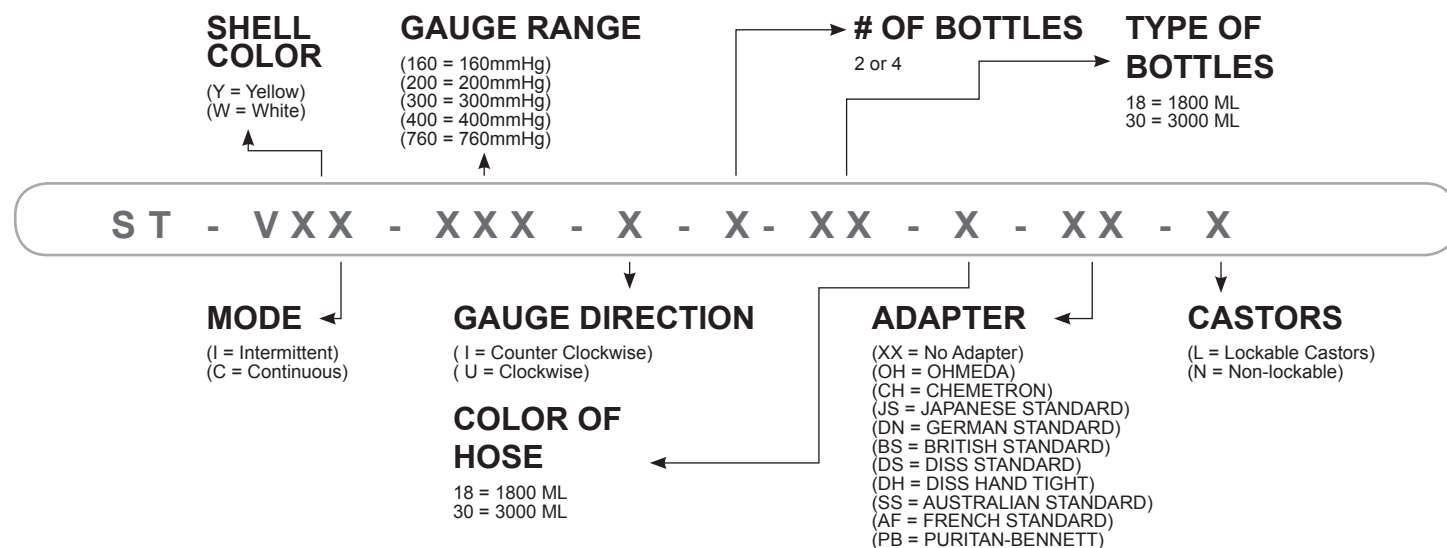 SHELL
COLOR
(Y = Yellow)
(W = White)
GAUGE RANGE
(160 = 160mmHg)
(200 = 200mmHg)
(300 = 300mmHg)
(400 = 400mmHg)
(760 = 760mmHg)
# OF BOTTLES
2 or 4
TYPE OF
BOTTLES
18 = 1800 ML
30 = 3000 ML
ST - VXX - XXX - X - X- XX - X - XX - X
MODE
(I = Intermittent)
(C = Continuous)
GAUGE DIRECTION
( I = Counter Clockwise)
( U = Clockwise)
COLOR OF
HOSE
18 = 1800 ML
30 = 3000 ML
ADAPTER
(XX = No Adapter)
(OH = OHMEDA)
(CH = CHEMETRON)
(JS = JAPANESE STANDARD)
(DN = GERMAN STANDARD)
(BS = BRITISH STANDARD)
(DS = DISS STANDARD)
(DH = DISS HAND TIGHT)
(SS = AUSTRALIAN STANDARD)
(AF = FRENCH STANDARD)
(PB = PURITAN-BENNETT)
CASTORS
(L = Lockable Castors)
(N = Non-lockable)